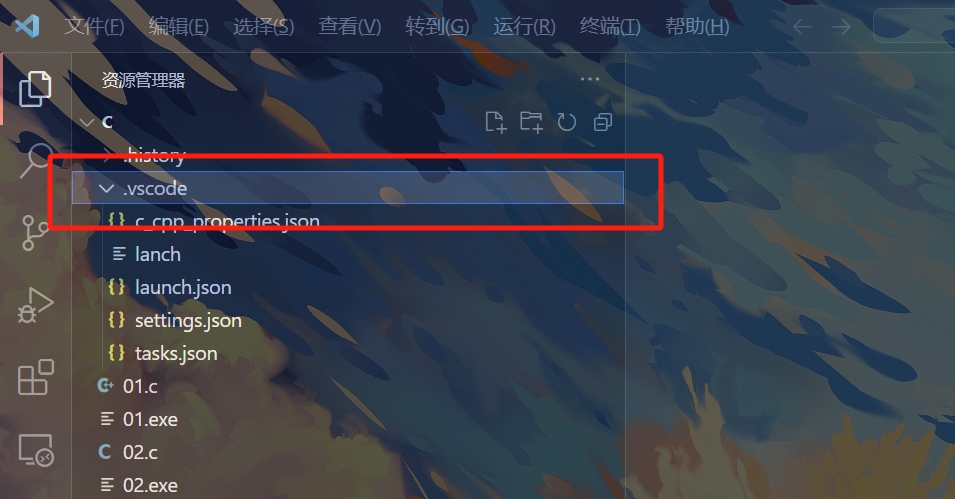 文件(F) 编辑(E) 选择(S) 查看(V) 转到(G) 运行(R) 终端(T) 帮助(H)
资源管理器
C
.history
.vscode
c_cpp_properties.json
lanch
launch.json
settings.json
tasks.json
01.c
01.exe
02.c
02.exe